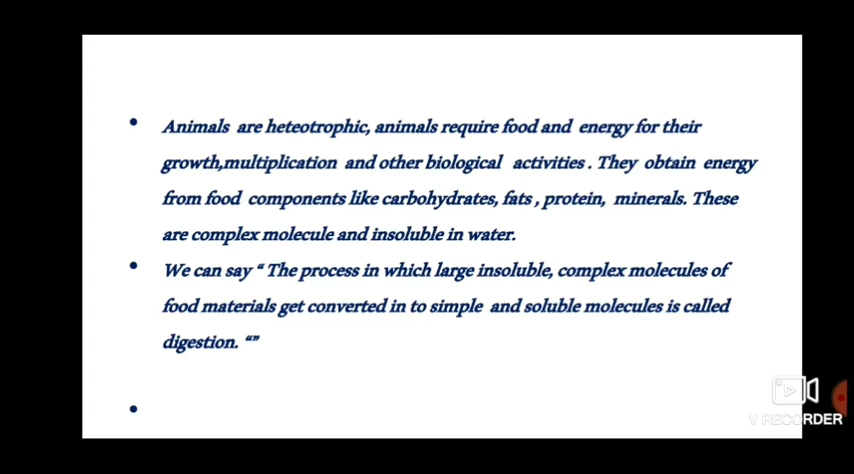 • Animals are heteotrophic, animals require food and energy for their
growth,multiplication and other biological activities . They obtain energy
from food components like carbohydrates, fats , protein, minerals. These
are complex molecule and insoluble in water.
• We can say “ The process in which large insoluble, complex molecules of
food materials get converted in to simple and soluble molecules is called
digestion. “”
•
V RECORDER